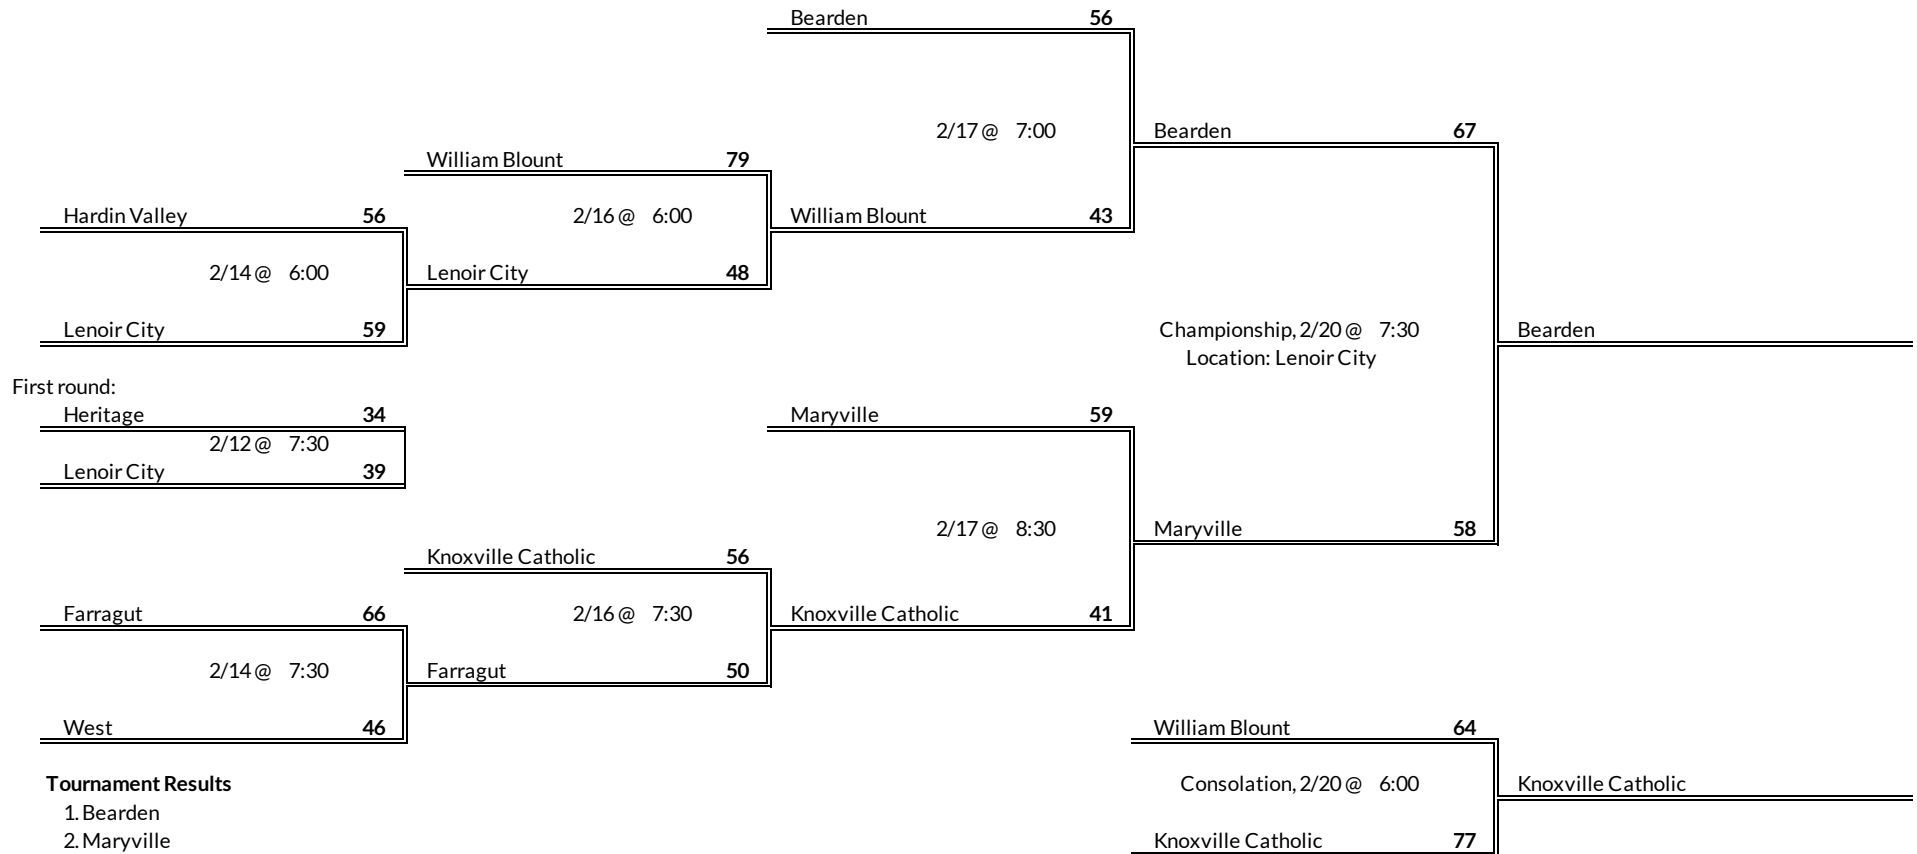 Bearden 56
2/17 @ 7:00
Bearden 67
William Blount 79
Hardin Valley 56
2/16 @ 6:00
William Blount 43
2/14 @ 6:00
Lenoir City 48
Lenoir City 59
Championship, 2/20 @ 7:30
Bearden
Location: Lenoir City
First round:
Heritage 34
Maryville 59
2/12 @ 7:30
Lenoir City 39
2/17 @ 8:30
Maryville 58
Knoxville Catholic 56
Farragut 66
2/16 @ 7:30
Knoxville Catholic 41
2/14 @ 7:30
Farragut 50
West 46
William Blount 64
Tournament Results
Consolation, 2/20 @ 6:00
Knoxville Catholic
1. Bearden
2. Maryville
Knoxville Catholic 77